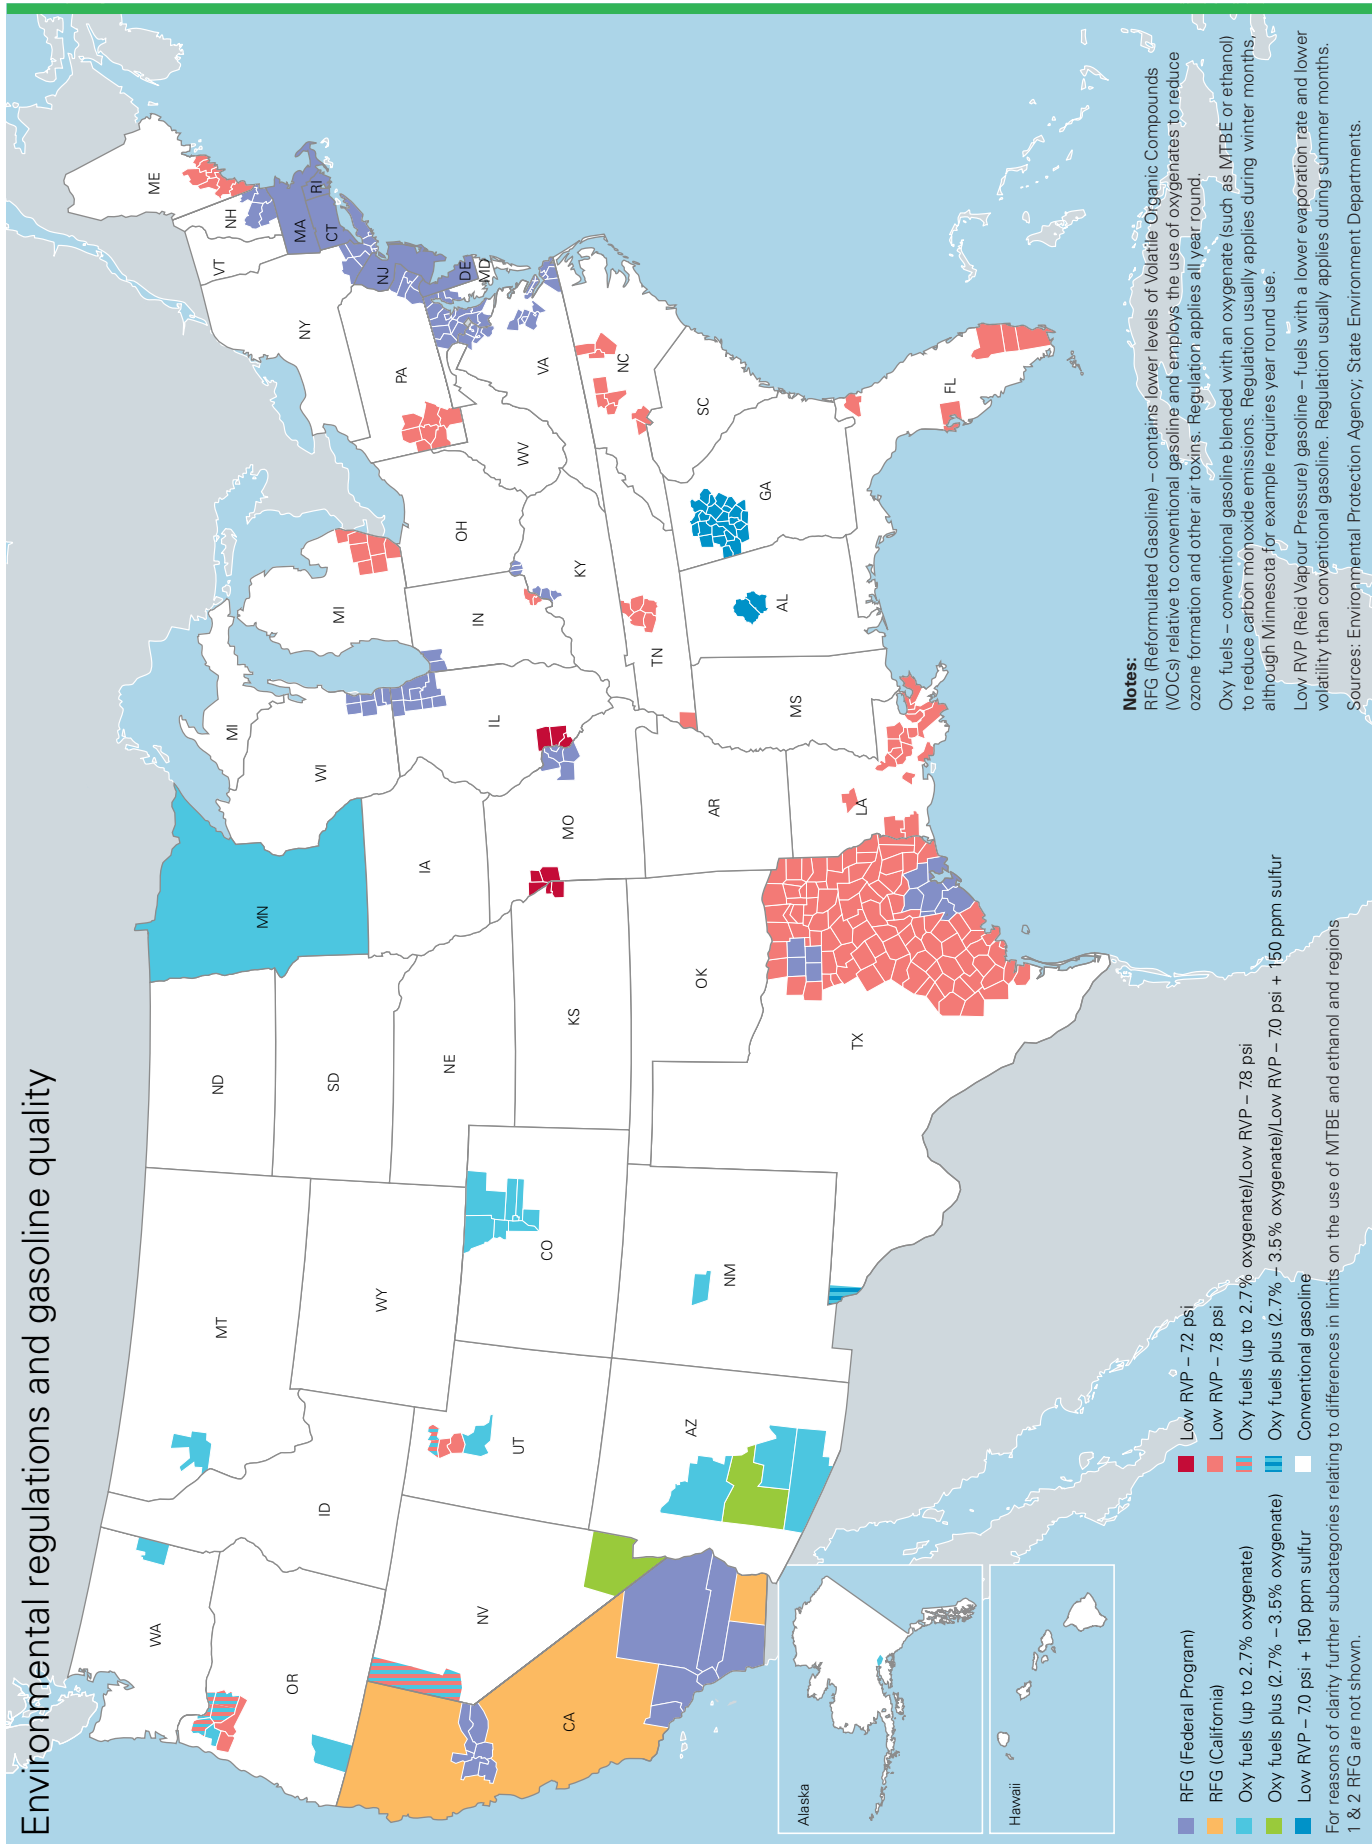 Environmental regulations and gasoline quality
WA
OR
CA
NV
ID
MT
WY
UT
AZ
CO
NM
ND
SD
NE
KS
OK
TX
MN
IA
MO
AR
LA
WI
MI
MI
IL
IN
OH
KY
TN
MS
AL
GA
FL
SC
NC
VA
WV
PA
NY
VT
NH
ME
MA
RI
CT
NJ
DE
MD
Alaska
Hawaii
RFG (Federal Program)
RFG (California)
Oxy fuels (up to 2.7% oxygenate)
Oxy fuels plus (2.7% – 3.5% oxygenate)
Low RVP – 7.0 psi + 150 ppm sulfur
Low RVP – 7.2 psi
Low RVP – 7.8 psi
Oxy fuels (up to 2.7% oxygenate)/Low RVP – 7.8 psi
Oxy fuels plus (2.7% – 3.5% oxygenate)/Low RVP – 7.0 psi + 150 ppm sulfur
Conventional gasoline
For reasons of clarity further subcategories relating to differences in limits on the use of MTBE and ethanol and regions
1 & 2 RFG are not shown.
Notes:
RFG (Reformulated Gasoline) – contains lower levels of Volatile Organic Compounds
(VOCs) relative to conventional gasoline and employs the use of oxygenates to reduce
ozone formation and other air toxins. Regulation applies all year round.
Oxy fuels – conventional gasoline blended with an oxygenate (such as MTBE or ethanol)
to reduce carbon monoxide emissions. Regulation usually applies during winter months,
although Minnesota for example requires year round use.
Low RVP (Reid Vapour Pressure) gasoline – fuels with a lower evaporation rate and lower
volatility than conventional gasoline. Regulation usually applies during summer months.
Sources: Environmental Protection Agency; State Environment Departments.